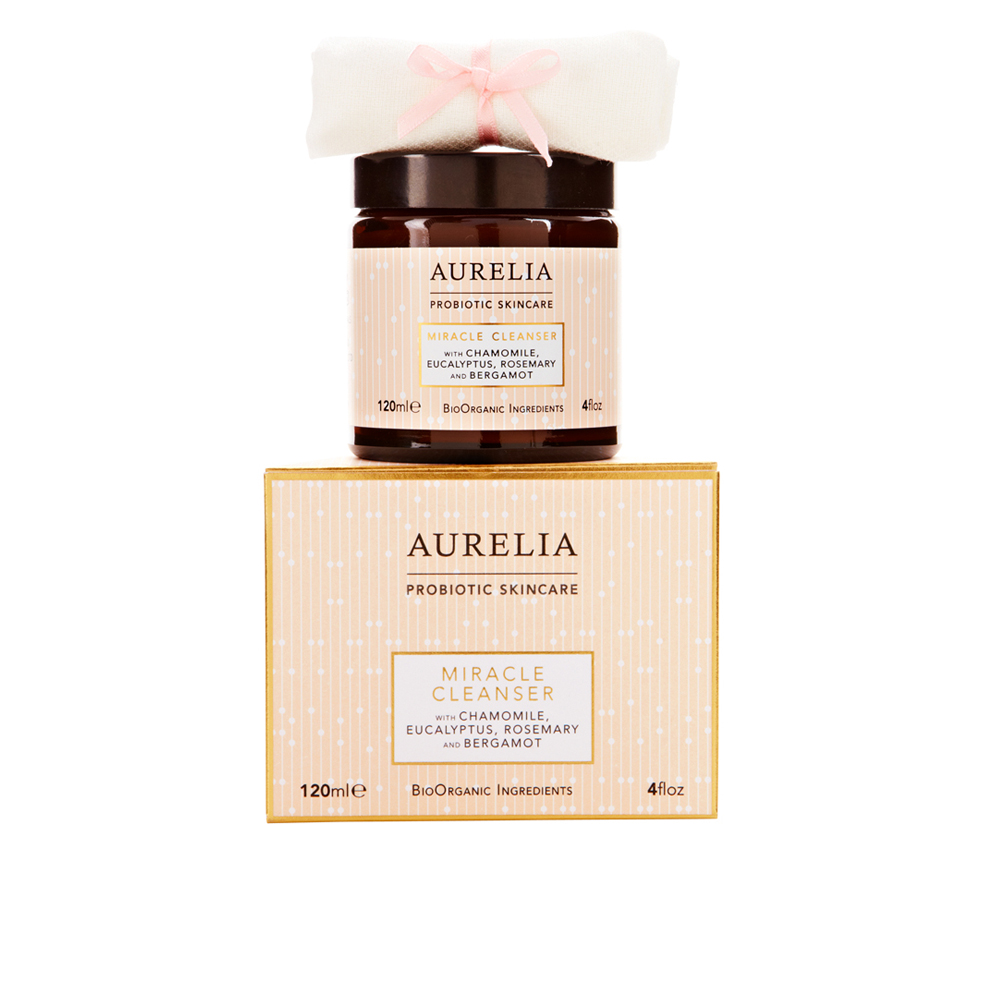 AURELIA
PROBIOTIC SKINCARE
MIRACLE CLEANSER
WITH CHAMOMILE,
EUCALYPTUS, ROSEMARY
AND BERGAMOT
120ml℮ BIOORGANIC INGREDIENTS 4floz
AURELIA
PROBIOTIC SKINCARE
MIRACLE
CLEANSER
WITH CHAMOMILE,
EUCALYPTUS, ROSEMARY
AND BERGAMOT
120ml℮ BIOORGANIC INGREDIENTS 4floz